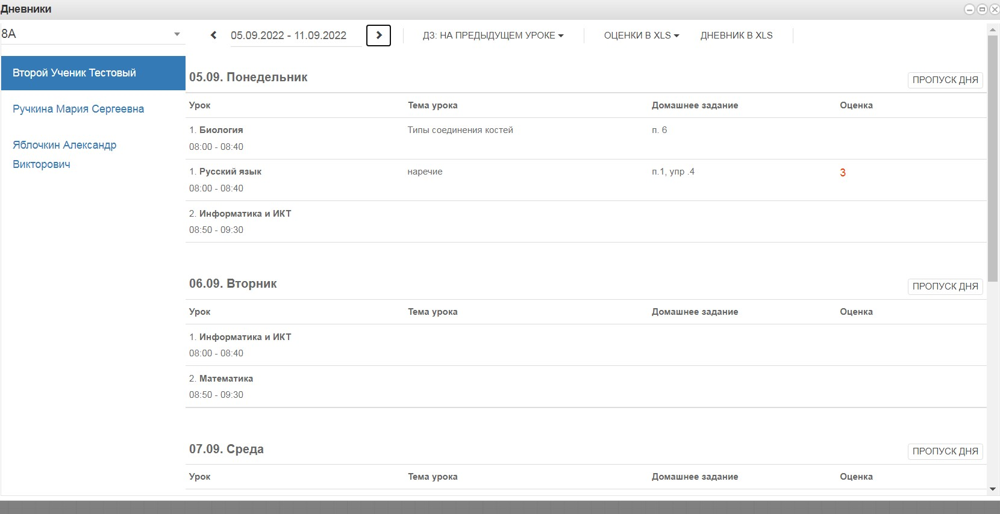 Дневники
8А
05.09.2022 - 11.09.2022
ДЗ: НА ПРЕДЫДУЩЕМ УРОКЕ
ОЦЕНКИ В XLS
ДНЕВНИК В XLS
Второй Ученик Тестовый
Ручкина Мария Сергеевна
Яблочкин Александр
Викторович
05.09. Понедельник
ПРОПУСК ДНЯ
Урок Тема урока Домашнее задание Оценка
1. Биология Типы соединения костей п. 6
08:00 - 08:40
1. Русский язык наречие п.1, упр .4 3
08:00 - 08:40
2. Информатика и ИКТ
08:50 - 09:30
06.09. Вторник
ПРОПУСК ДНЯ
Урок Тема урока Домашнее задание Оценка
1. Информатика и ИКТ
08:00 - 08:40
2. Математика
08:50 - 09:30
07.09. Среда
ПРОПУСК ДНЯ
Урок Тема урока Домашнее задание Оценка